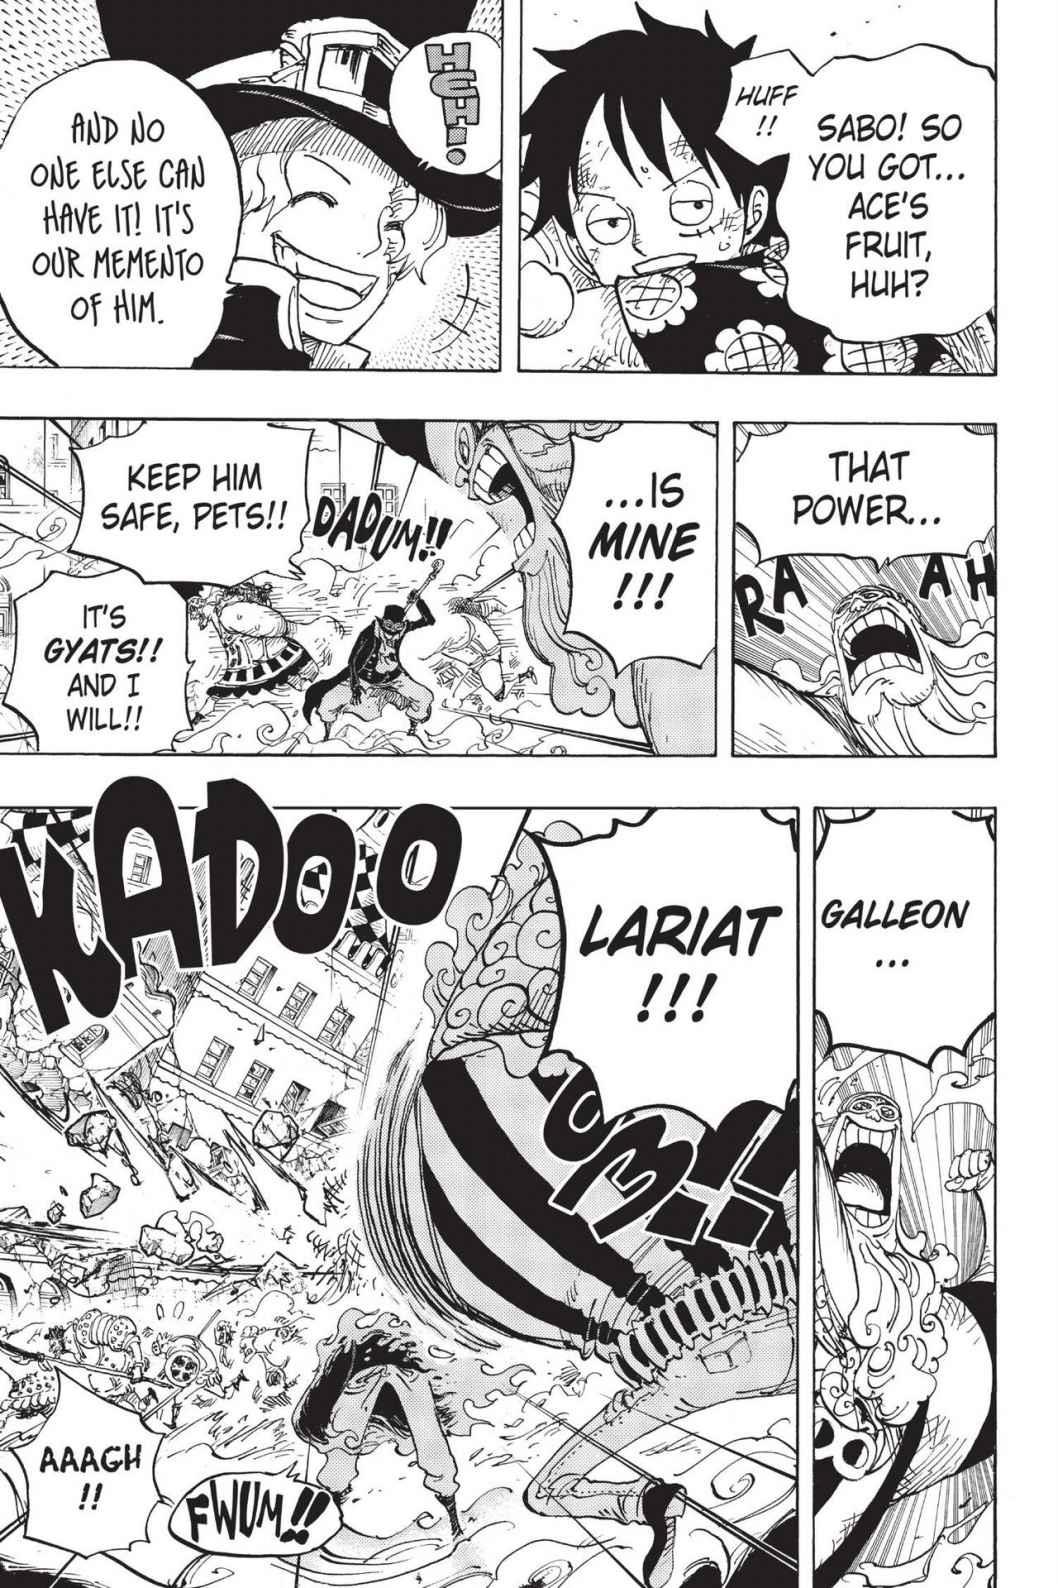 HUFF
!!
SABO! SO
YOU GOT...
ACE'S
FRUIT,
HUH?
HEH!
AND NO
ONE ELSE CAN
HAVE IT! IT'S
OUR MEMENTO
OF HIM.
THAT
POWER...
RA
AH
...IS
MINE
!!!
DADUM!!
KEEP HIM
SAFE, PETS!!
IT'S
GYATS!!
AND I
WILL!!
GALLEON
...
LARIAT
!!!
KADOO
OM!!
FWUM!!
AAAGH
!!